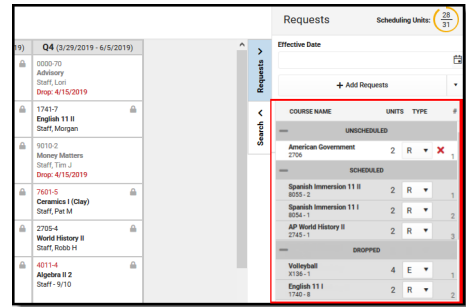 Requests
Scheduling Units:
28
31
19)
Q4 (3/29/2019 - 6/5/2019)
Effective Date
0000-70
Advisory
Staff, Lori
Drop: 4/15/2019
Requests
+ Add Requests
1741-7
English 11 II
Staff, Morgan
Search
COURSE NAME UNITS TYPE #
UNSCHEDULED
9010-2
Money Matters
Staff, Tim J
Drop: 4/15/2019
American Government 2 R 1
2706
SCHEDULED
7601-5
Ceramics I (Clay)
Staff, Pat M
Spanish Immersion 11 II 2 R 1
8055 - 2
Spanish Immersion 11 I 2 R 2
8054 - 1
2705-4
World History II
Staff, Robb H
AP World History II 2 R 3
2745 - 1
DROPPED
4011-4
Algebra II 2
Staff - 9/10
Volleyball 4 E 1
X136 - 1
English 11 I 2 R 2
1740 - 8